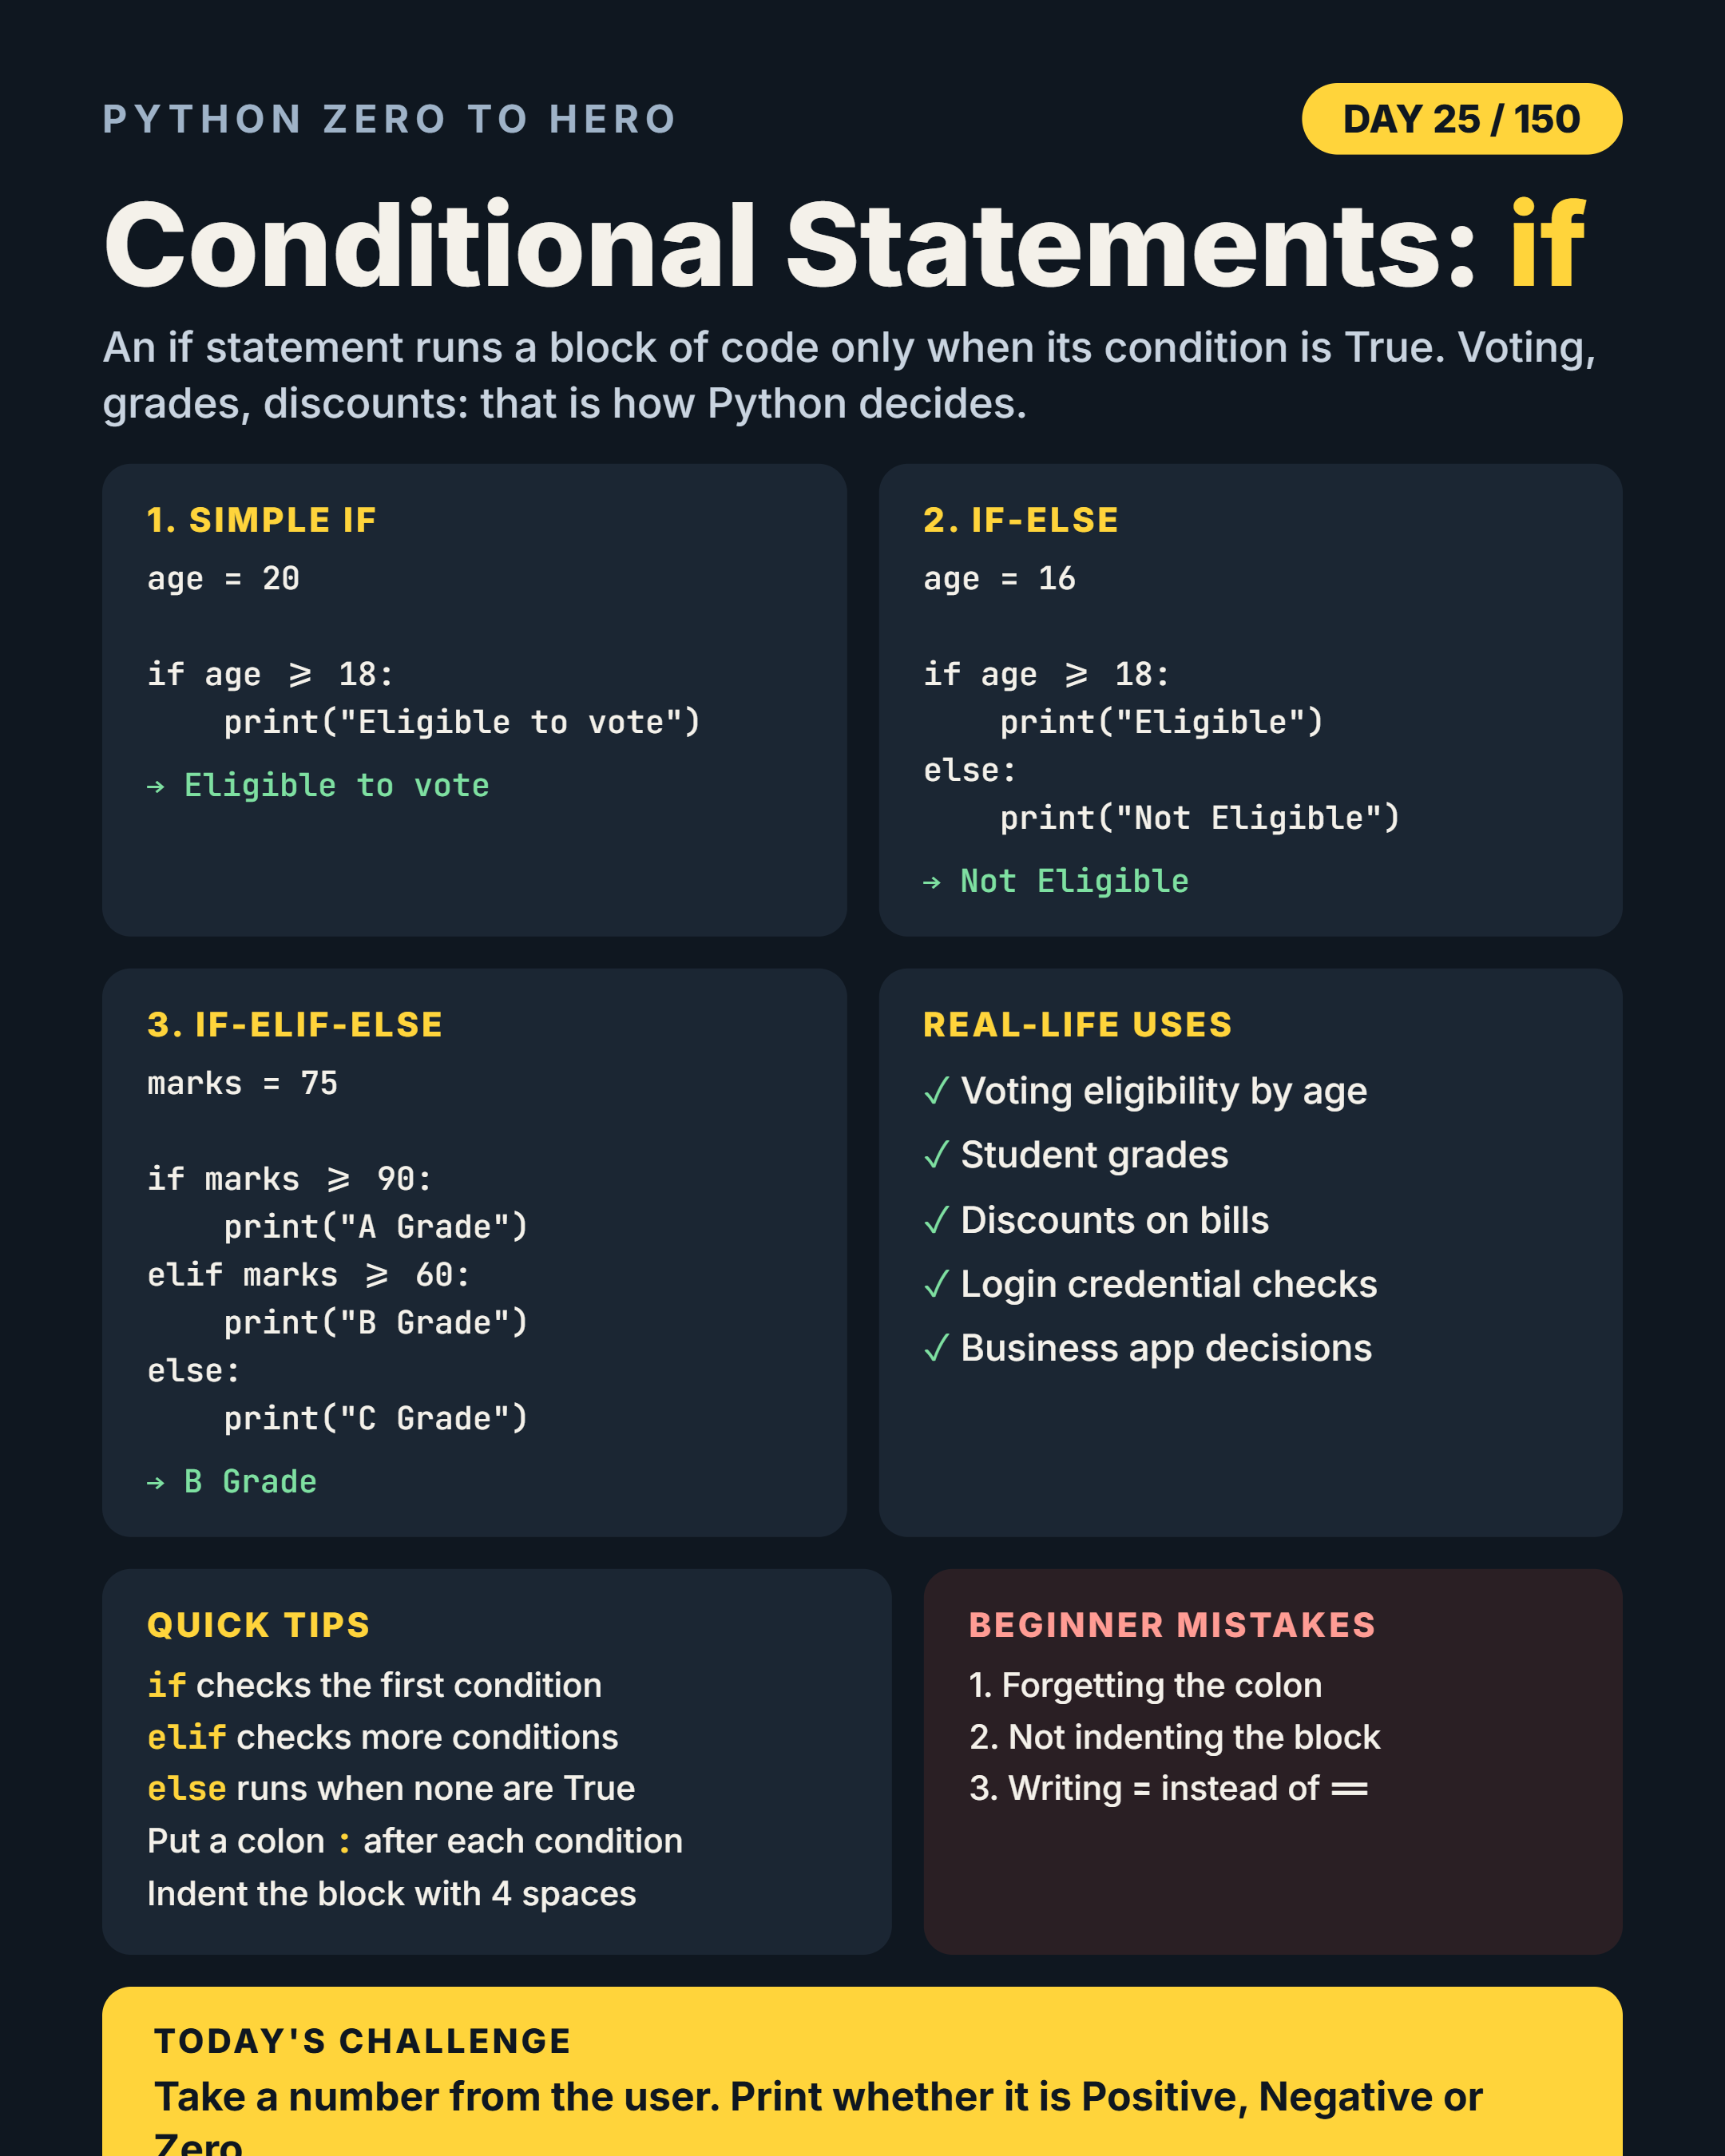 PYTHON ZERO TO HERO
DAY 25 / 150
Conditional Statements: if
An if statement runs a block of code only when its condition is True. Voting,
grades, discounts: that is how Python decides.
1. SIMPLE IF
age = 20
if age >= 18:
    print("Eligible to vote")
→ Eligible to vote
2. IF-ELSE
age = 16
if age >= 18:
    print("Eligible")
else:
    print("Not Eligible")
→ Not Eligible
3. IF-ELIF-ELSE
marks = 75
if marks >= 90:
    print("A Grade")
elif marks >= 60:
    print("B Grade")
else:
    print("C Grade")
→ B Grade
REAL-LIFE USES
✓ Voting eligibility by age
✓ Student grades
✓ Discounts on bills
✓ Login credential checks
✓ Business app decisions
QUICK TIPS
if checks the first condition
elif checks more conditions
else runs when none are True
Put a colon : after each condition
Indent the block with 4 spaces
BEGINNER MISTAKES
1. Forgetting the colon
2. Not indenting the block
3. Writing = instead of ==
TODAY'S CHALLENGE
Take a number from the user. Print whether it is Positive, Negative or
Zero